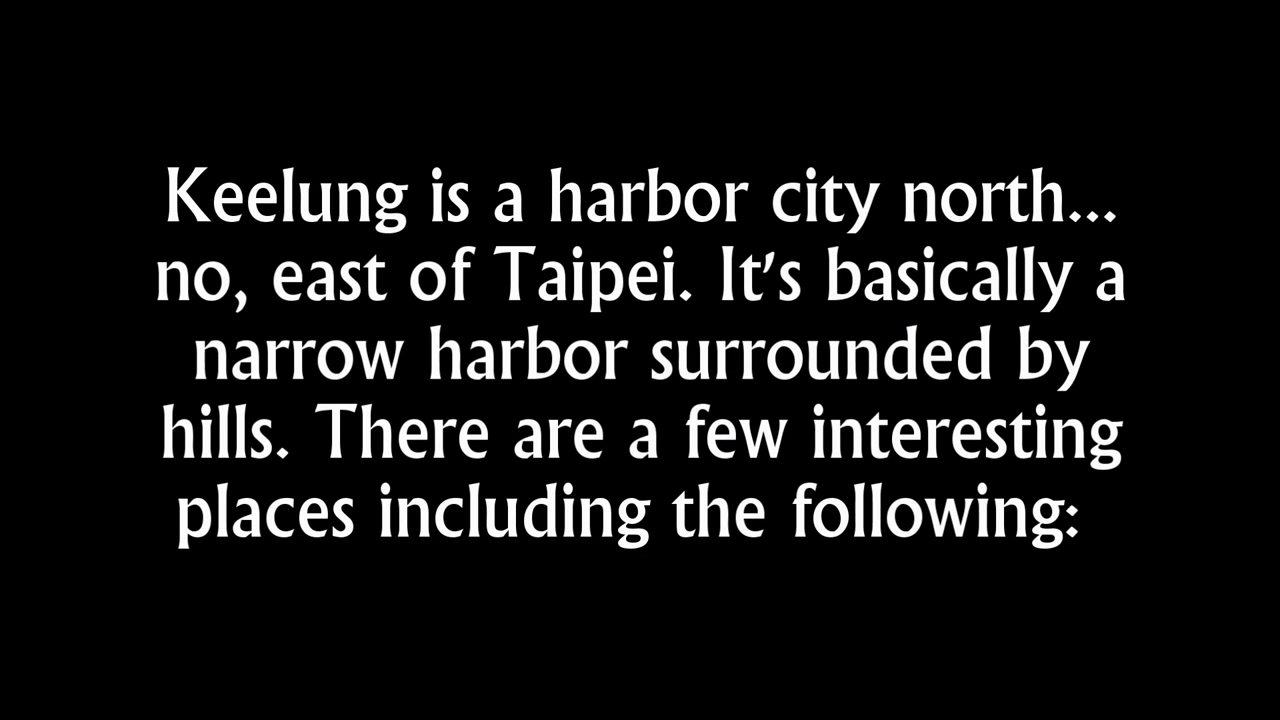 Keelung is a harbor city north...
no, east of Taipei. It's basically a
narrow harbor surrounded by
hills. There are a few interesting
places including the following: